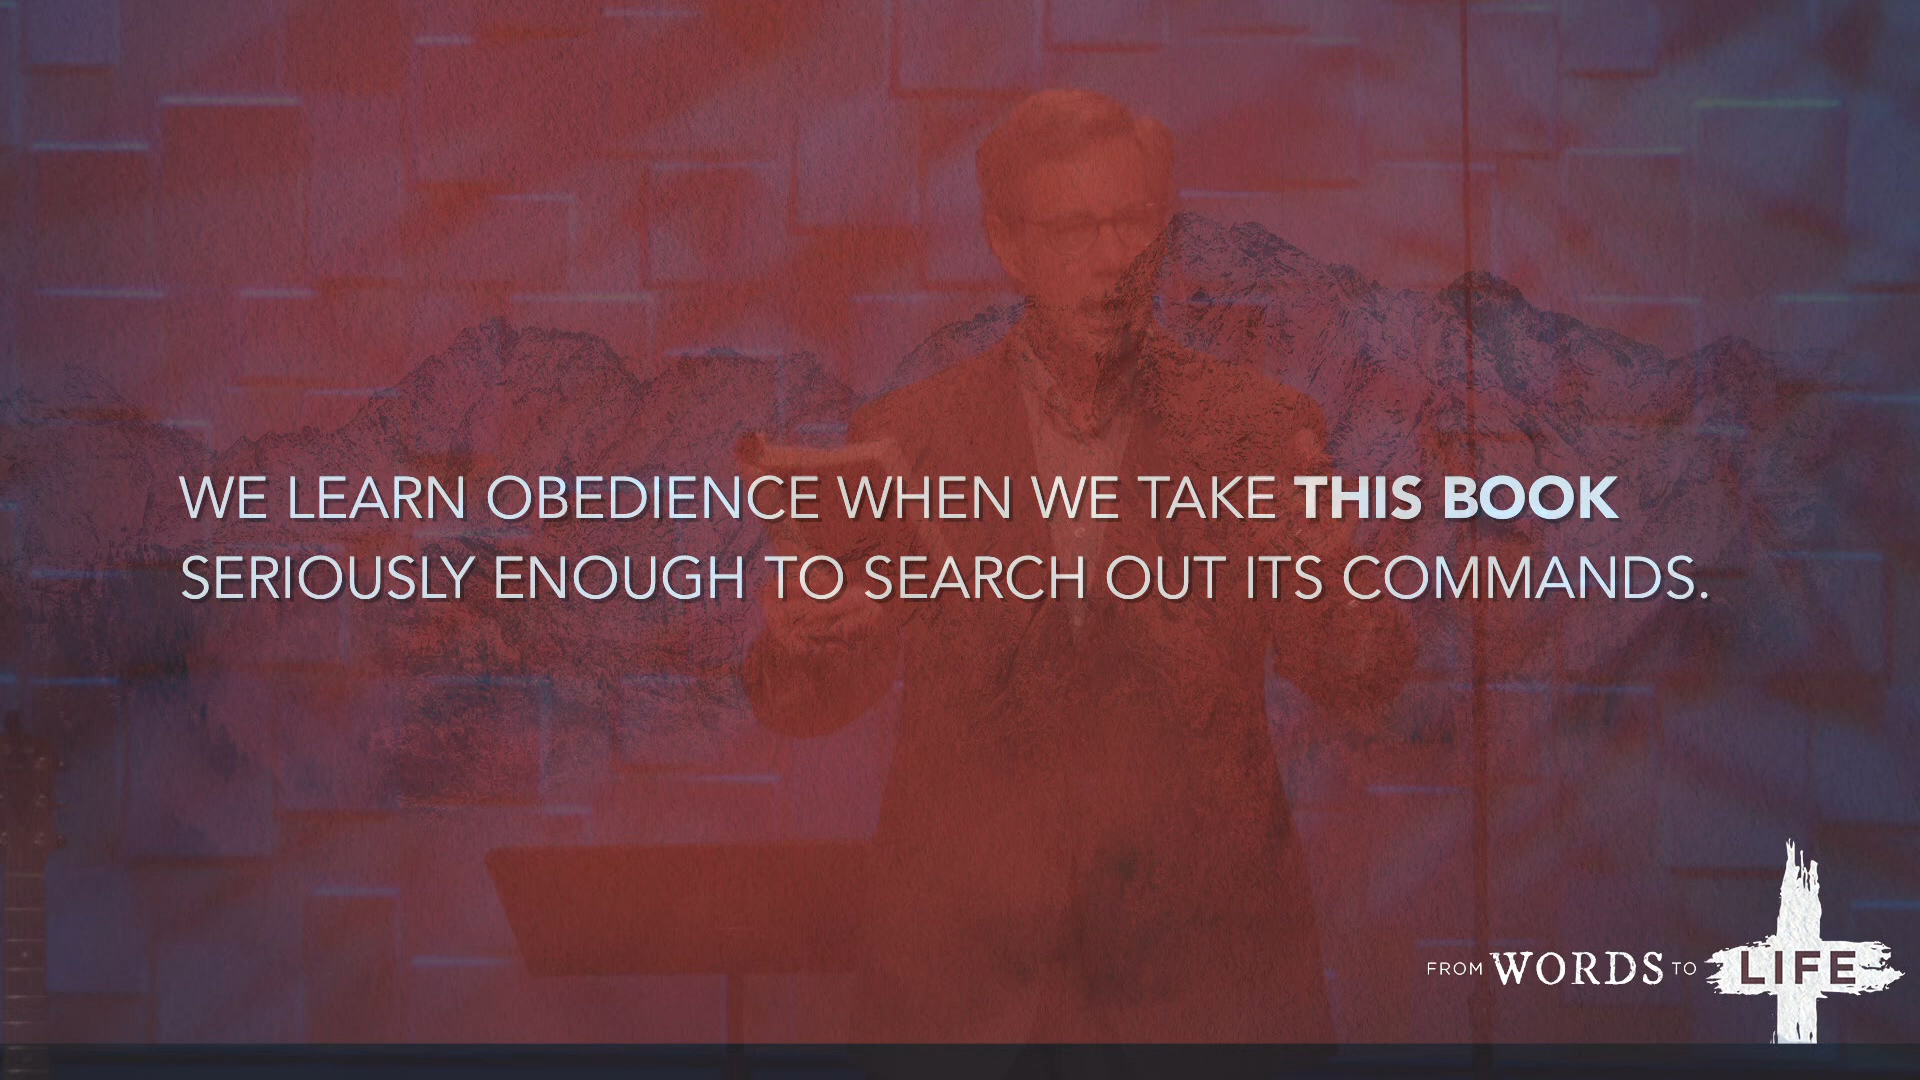 WE LEARN OBEDIENCE WHEN WE TAKE THIS BOOK
SERIOUSLY ENOUGH TO SEARCH OUT ITS COMMANDS.
FROM WORDS TO LIFE